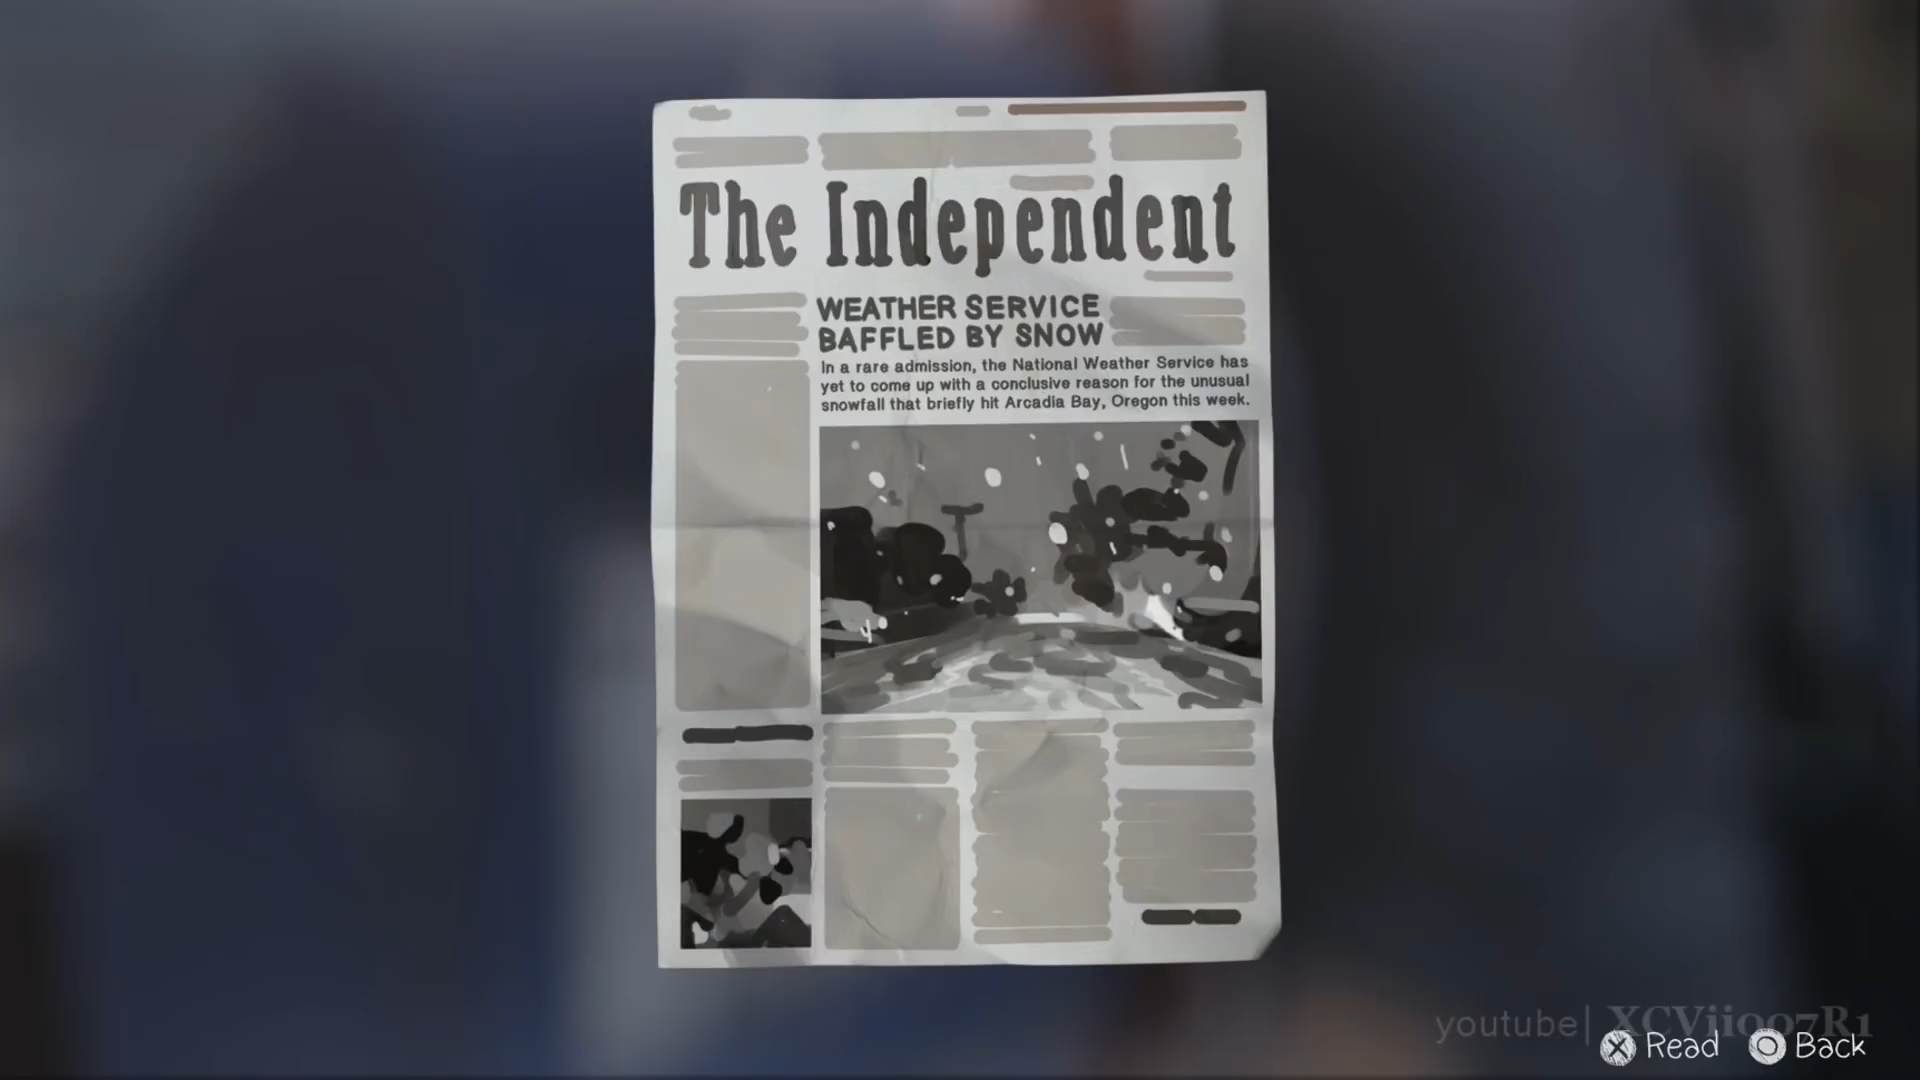 The Independent
WEATHER SERVICE
BAFFLED BY SNOW
In a rare admission, the National Weather Service has
yet to come up with a conclusive reason for the unusual
snowfall that briefly hit Arcadia Bay, Oregon this week.
youtube| XCVii007R1
Read Back